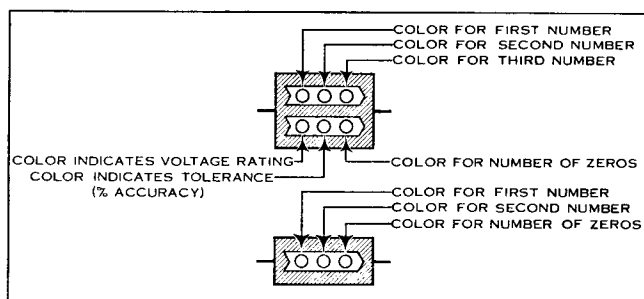 COLOR FOR FIRST NUMBER
COLOR FOR SECOND NUMBER
COLOR FOR THIRD NUMBER
COLOR INDICATES VOLTAGE RATING
COLOR FOR NUMBER OF ZEROS
COLOR INDICATES TOLERANCE
(% ACCURACY)
COLOR FOR FIRST NUMBER
COLOR FOR SECOND NUMBER
COLOR FOR NUMBER OF ZEROS